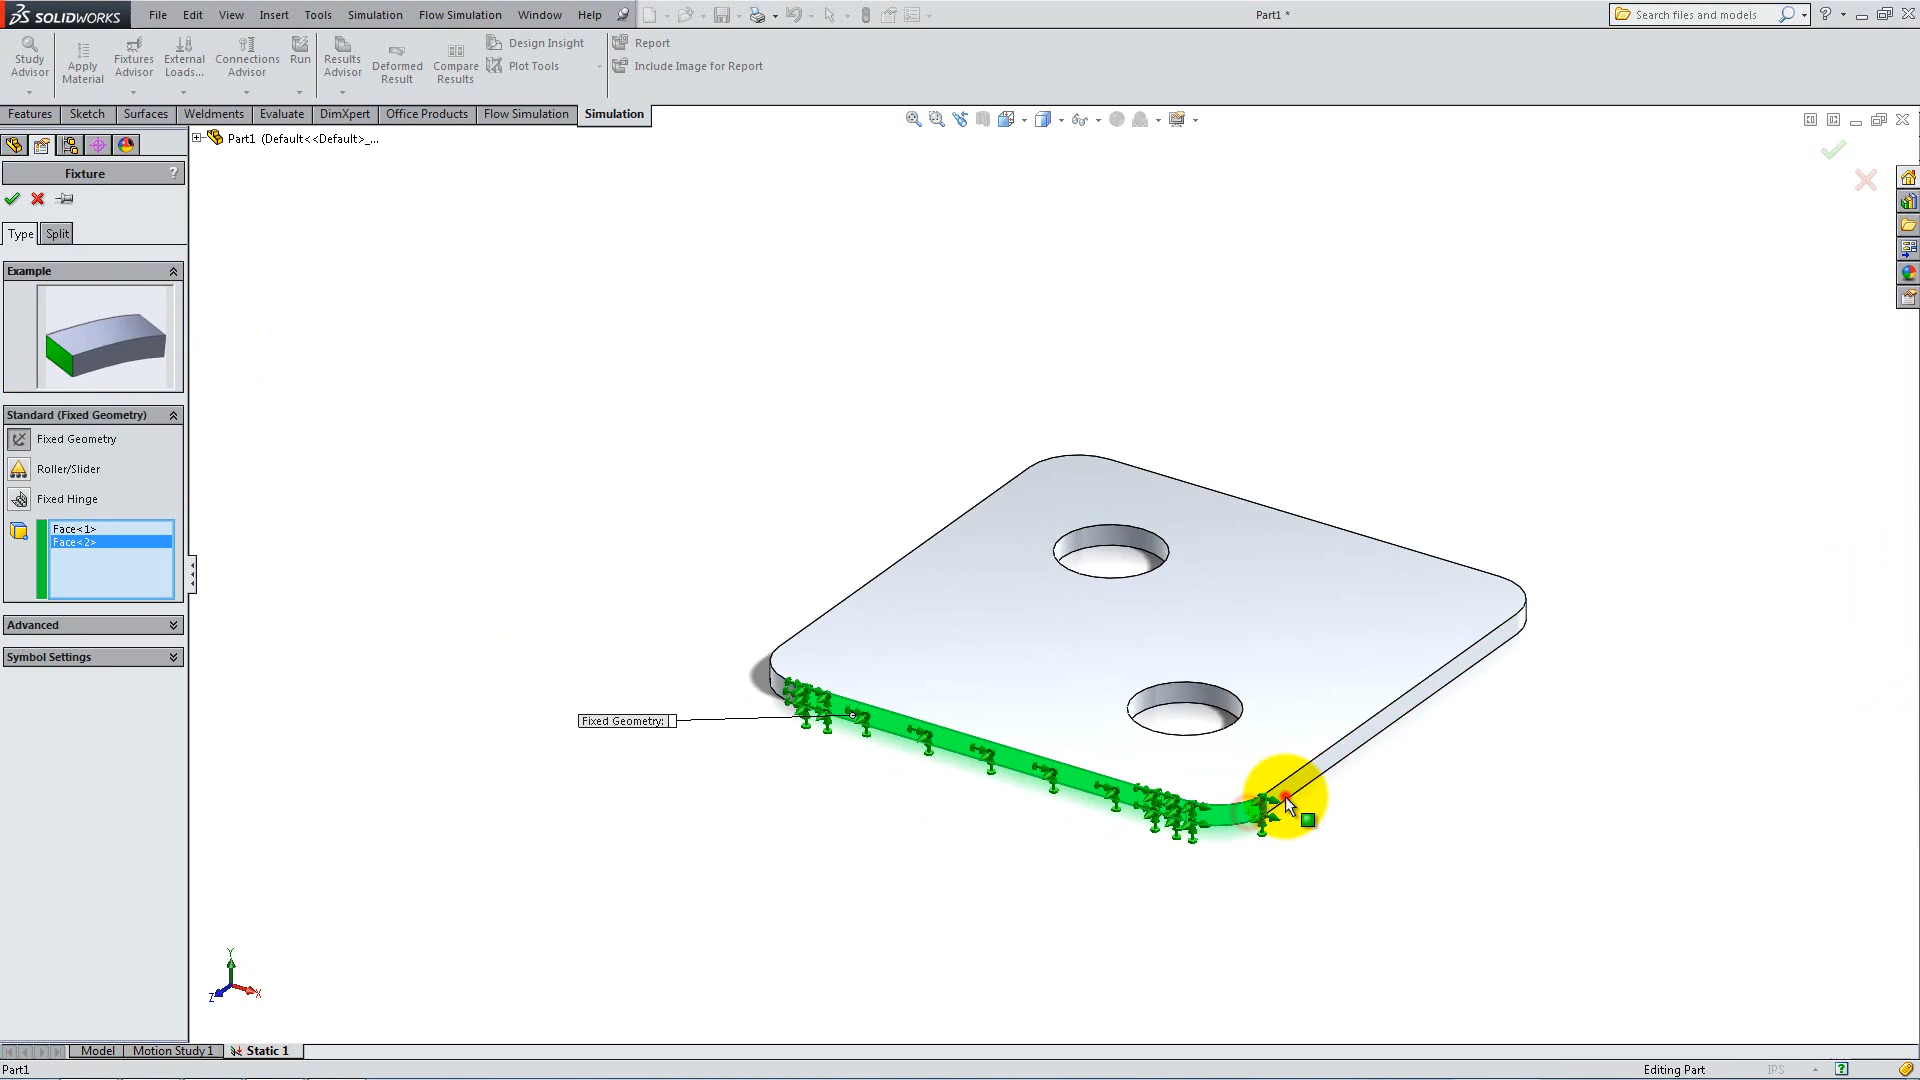 SOLIDWORKS File Edit View Insert Tools Simulation Flow Simulation Window Help Part1 * Search files and models
Study Advisor
Apply Material
Fixtures Advisor
External Loads...
Connections Advisor
Run
Results Advisor
Deformed Result
Compare Results
Design Insight
Plot Tools
Report
Include Image for Report
Features Sketch Surfaces Weldments Evaluate DimXpert Office Products Flow Simulation Simulation
Part1 (Default<<Default>_...
Fixture ?
Type Split
Example
Standard (Fixed Geometry)
Fixed Geometry
Roller/Slider
Fixed Hinge
Face<1>
Face<2>
Advanced
Symbol Settings
Fixed Geometry:
Y
Z X
Model Motion Study 1 Static 1
Part1 Editing Part IPS